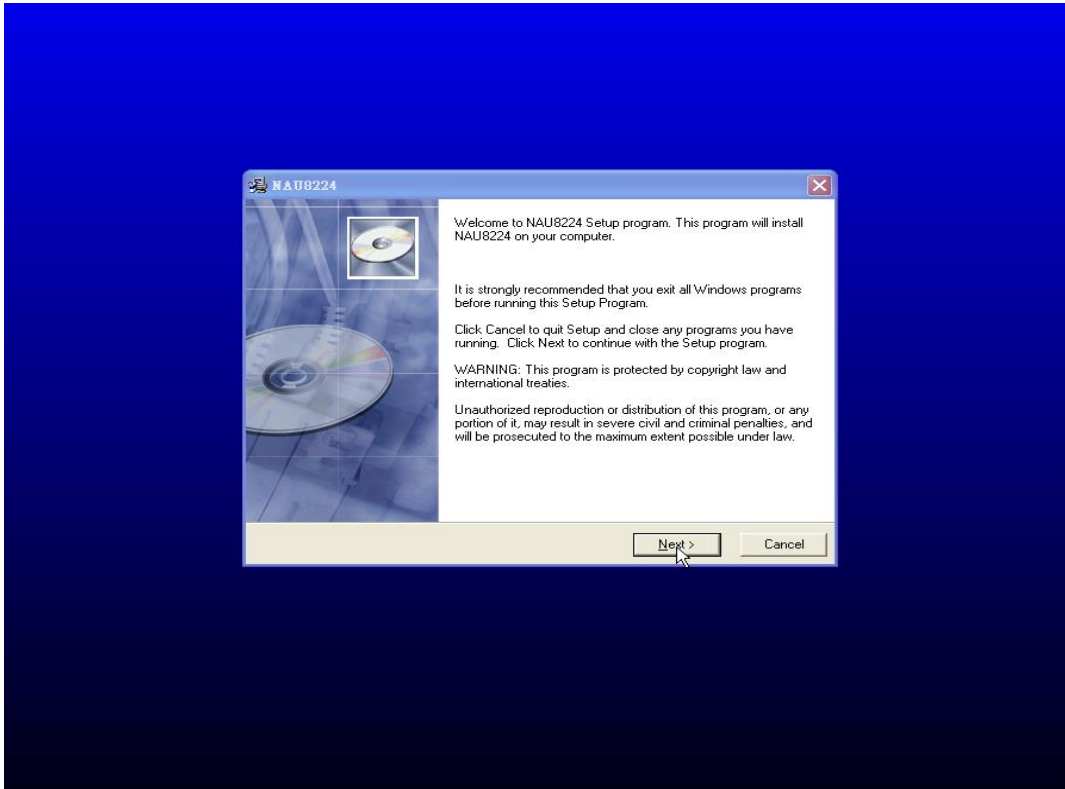 NAU8224
Welcome to NAU8224 Setup program. This program will install
NAU8224 on your computer.
It is strongly recommended that you exit all Windows programs
before running this Setup Program.
Click Cancel to quit Setup and close any programs you have
running. Click Next to continue with the Setup program.
WARNING: This program is protected by copyright law and
international treaties.
Unauthorized reproduction or distribution of this program, or any
portion of it, may result in severe civil and criminal penalties, and
will be prosecuted to the maximum extent possible under law.
Next >
Cancel